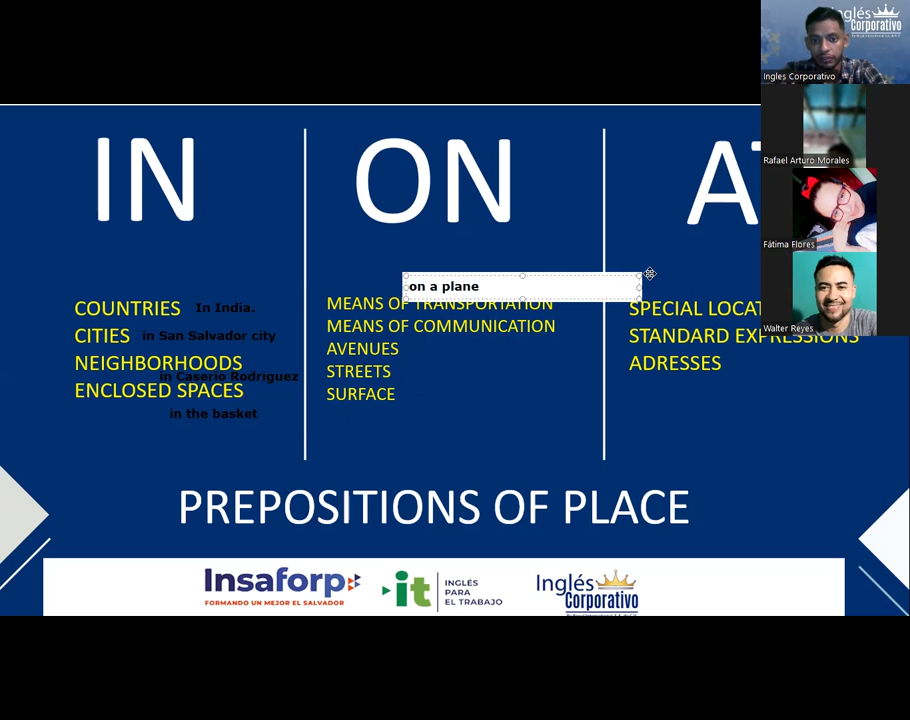 IN
ON
COUNTRIES In India.
CITIES in San Salvador city
NEIGHBORHOODS
in Caserio Rodriguez
ENCLOSED SPACES
in the basket
on a plane
MEANS OF TRANSPORTATION
MEANS OF COMMUNICATION
AVENUES
STREETS
SURFACE
SPECIAL
STANDARD EXPRESSIONS
ADRESSES
PREPOSITIONS OF PLACE
Insaforp
FORMANDO UN MEJOR EL SALVADOR
it
INGLÉS
PARA
EL TRABAJO
Inglés
Corporativo
Inglés
Corporativo
Ingles Corporativo
Rafael Arturo Morales
Fátima Flores
Walter Reyes